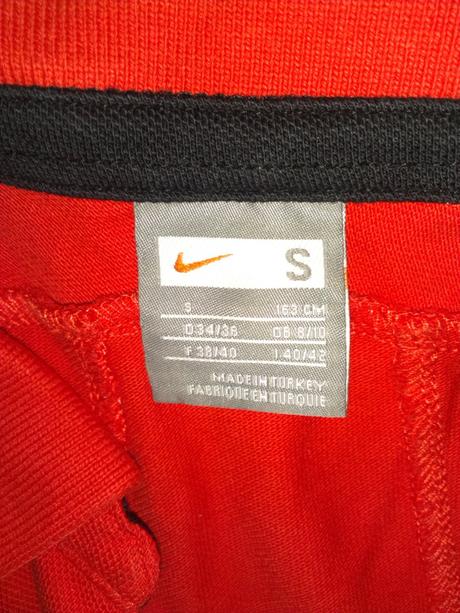 S
S 163 CM
D 34/36 GB 8/10
F 38/40 I 40/42
MADE IN TURKEY
FABRIQUE EN TURQUIE